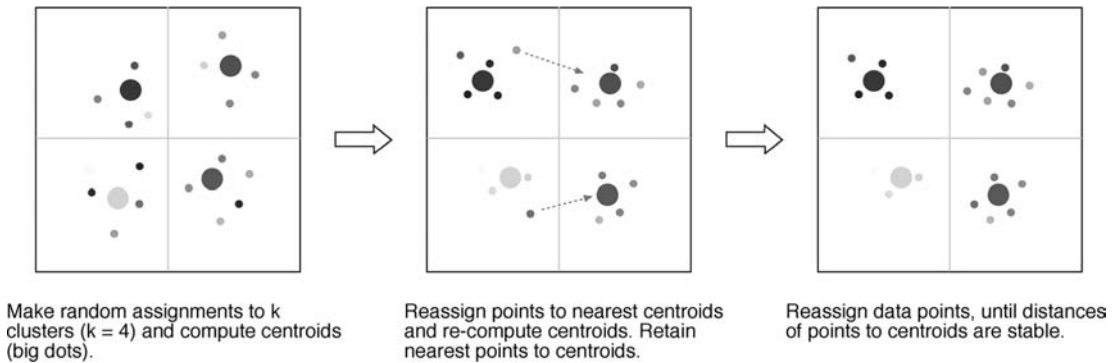 Make random assignments to k
clusters (k = 4) and compute centroids
(big dots).
Reassign points to nearest centroids
and re-compute centroids. Retain
nearest points to centroids.
Reassign data points, until distances
of points to centroids are stable.